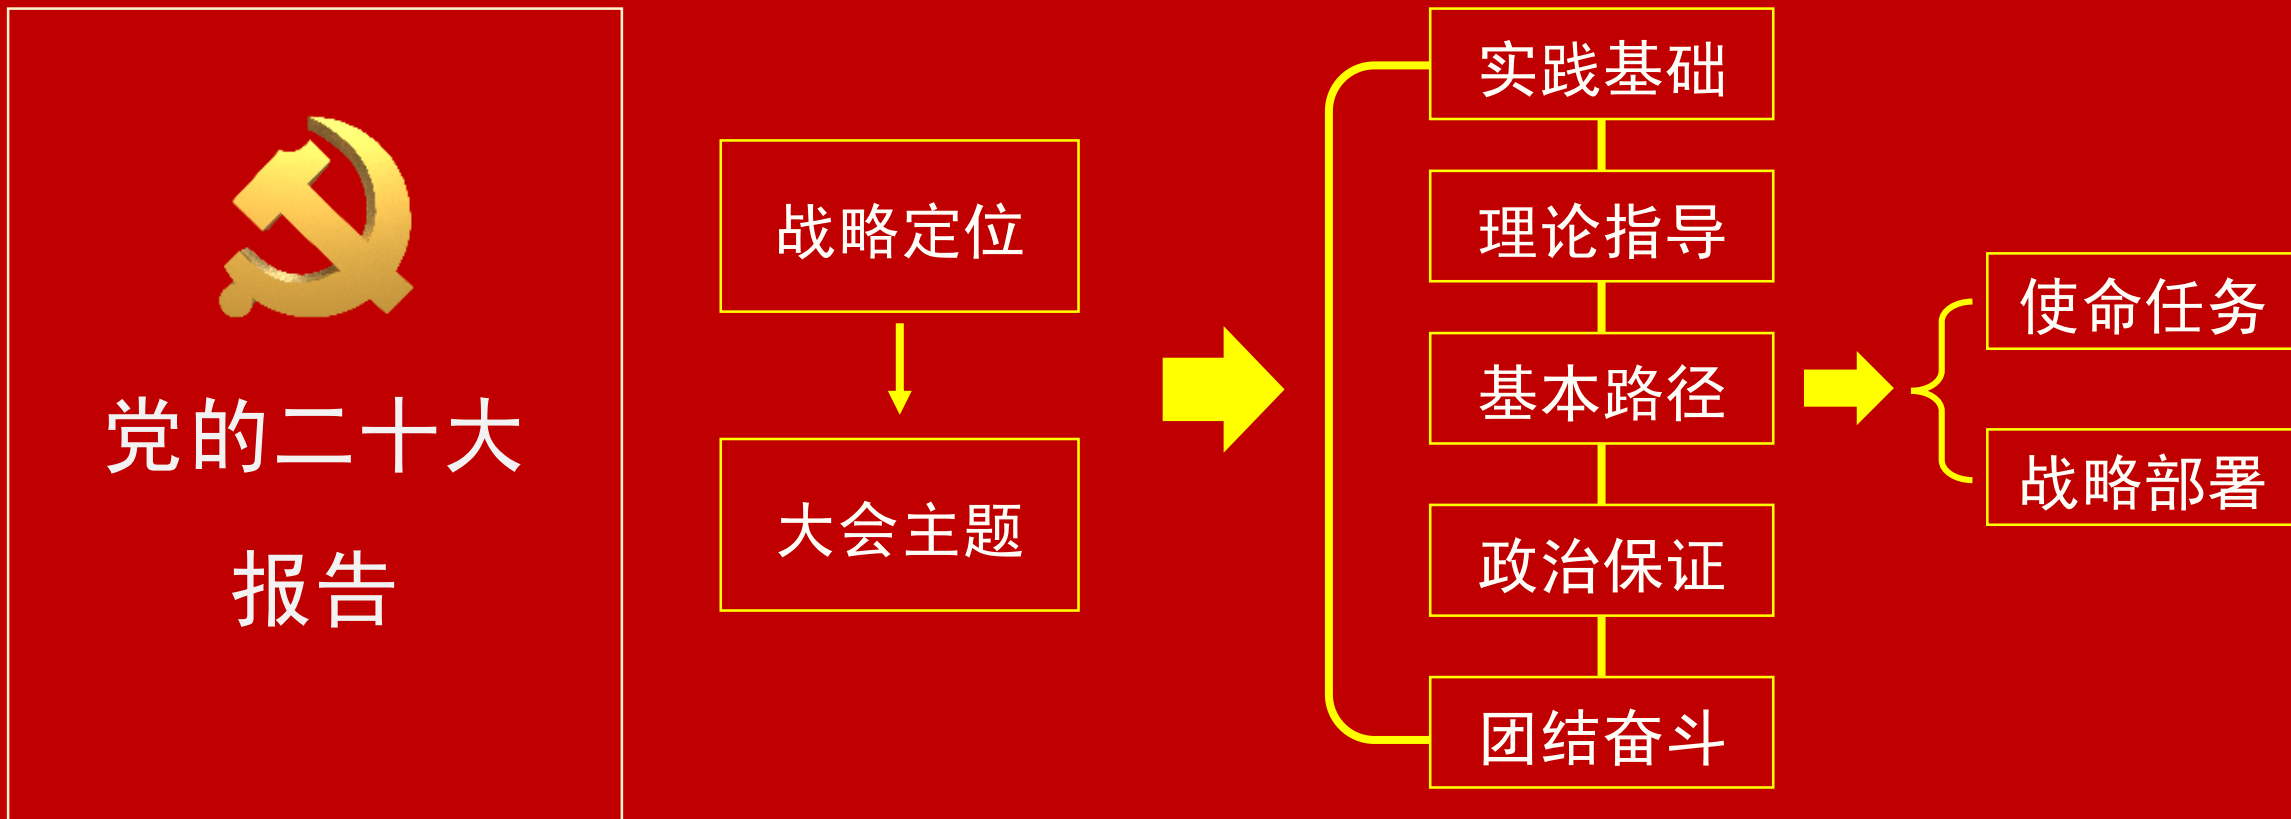 党的二十大
报告
战略定位
大会主题
实践基础
理论指导
基本路径
政治保证
团结奋斗
使命任务
战略部署